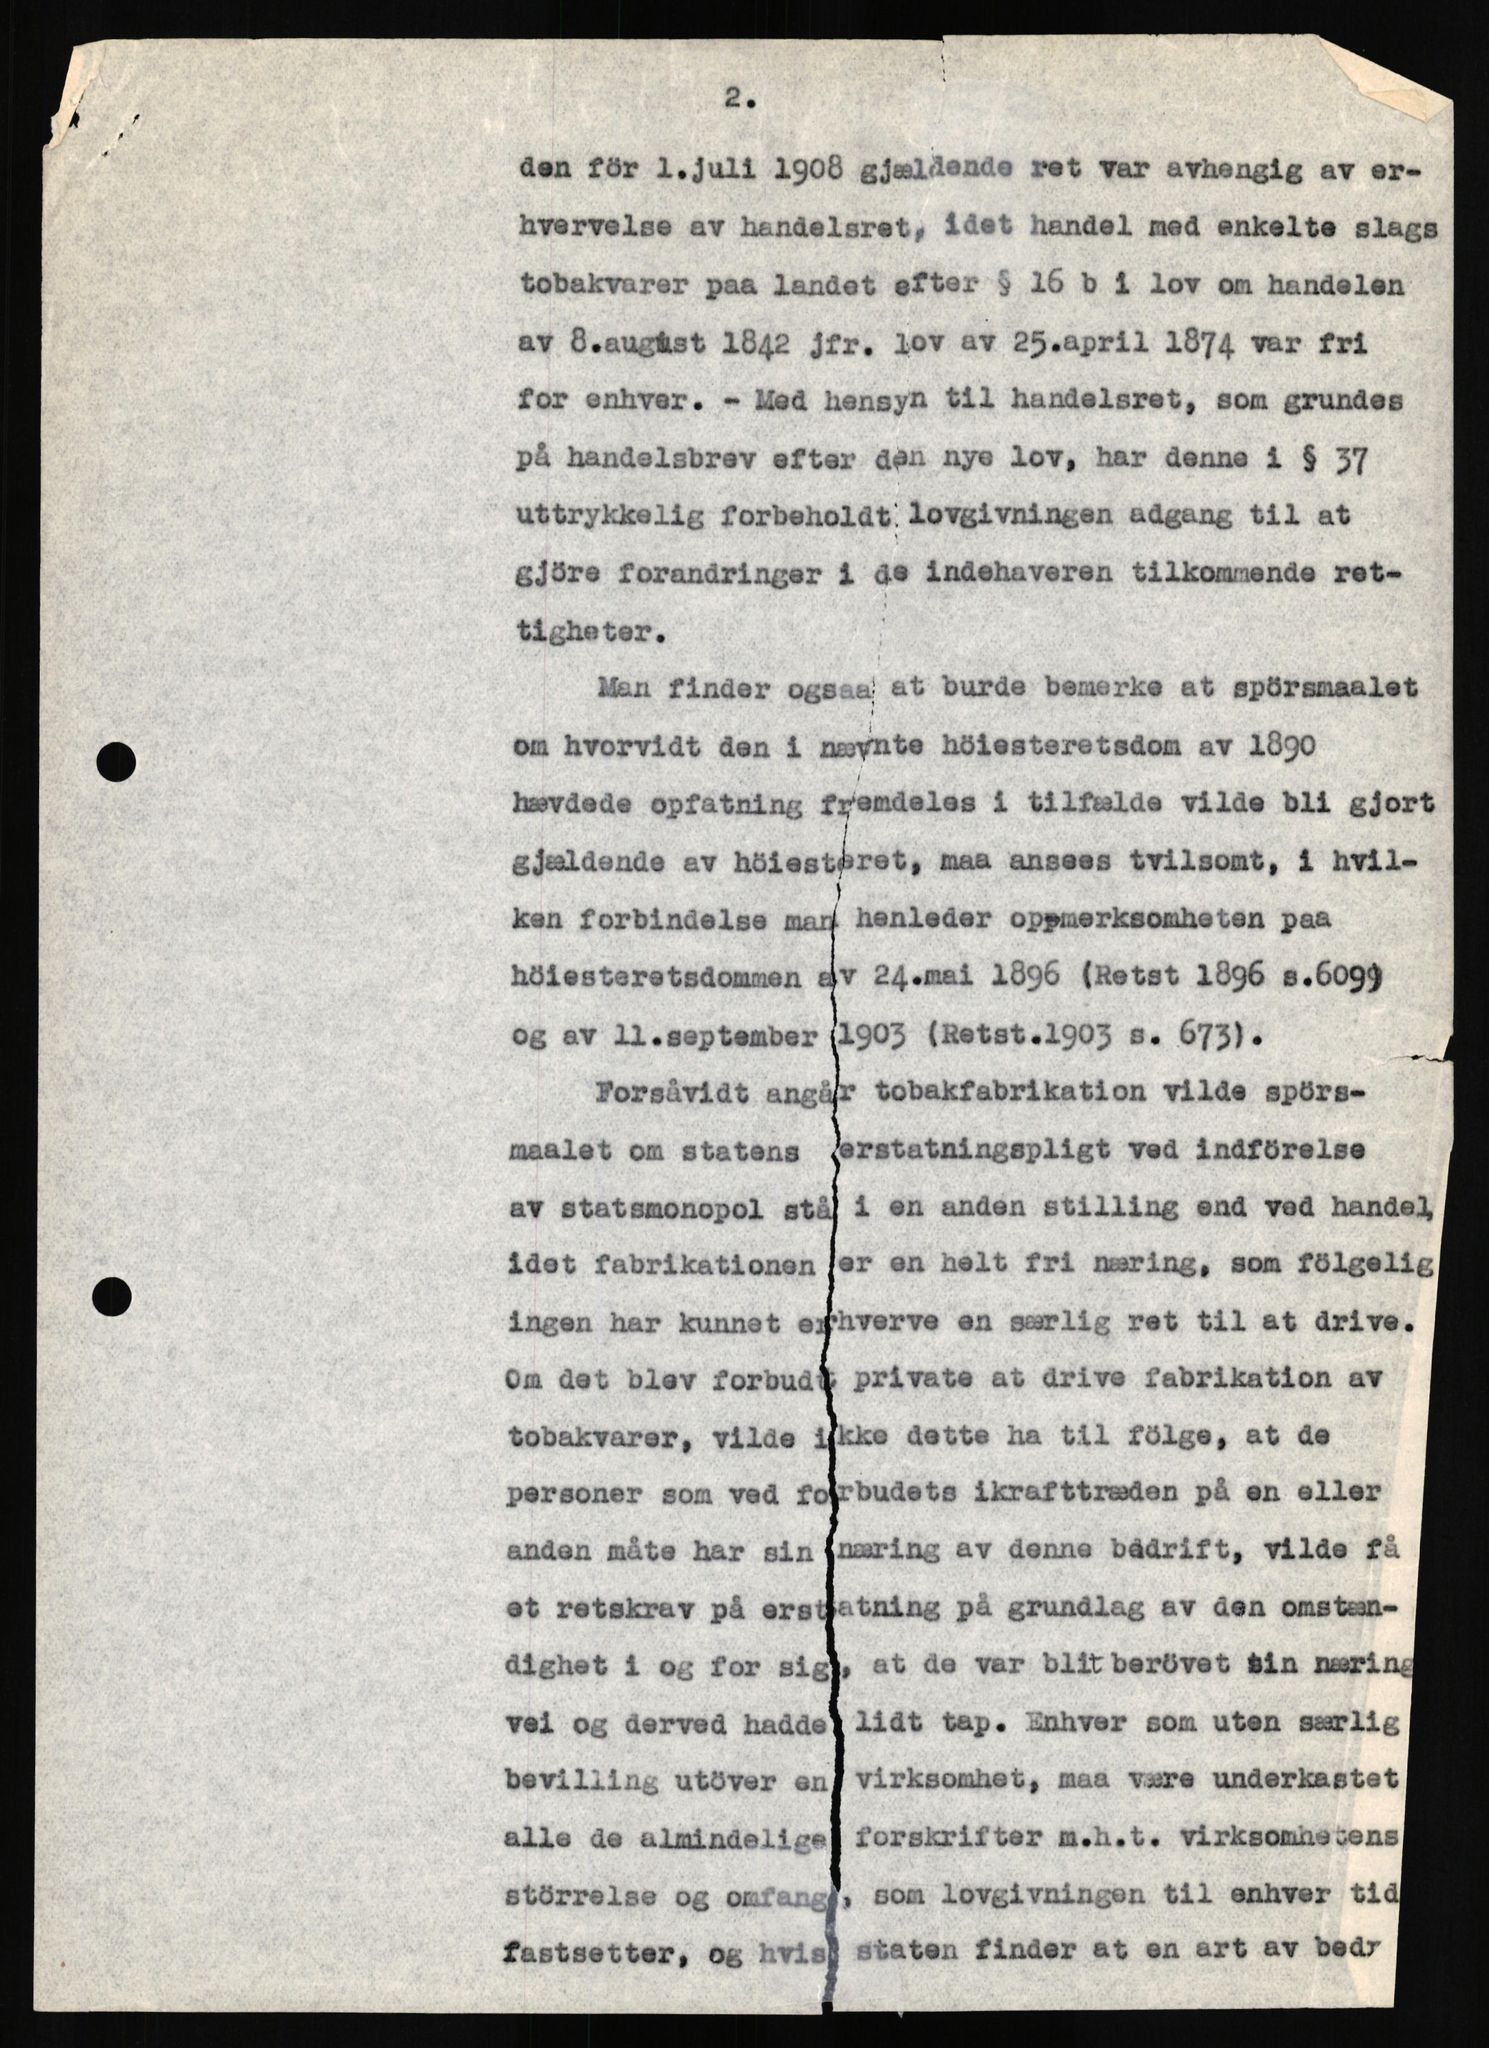 2.
den för 1.juli 1908 gjældende ret var avhengig av er-
hvervelse av handelsret, idet handel med enkelte slags
tobakvarer paa landet efter § 16 b i lov om handelen
av 8.august 1842 jfr. lov av 25.april 1874 var fri
for enhver. - Med hensyn til handelsret, som grundes
på handelsbrev efter den nye lov, har denne i § 37
uttrykkelig forbeholdt lovgivningen adgang til at
gjöre forandringer i de indehaveren tilkommende ret-
tigheter.
Man finder ogsaa at burde bemerke at spörsmaalet
om hvorvidt den i nævnte höiesteretsdom av 1890
hævdede opfatning fremdeles i tilfælde vilde bli gjort
gjældende av höiesteret, maa ansees tvilsomt, i hvil-
ken forbindelse man henleder oppmerksomheten paa
höiesteretsdommen av 24.mai 1896 (Retst 1896 s.609)
og av 11.september 1903 (Retst.1903 s. 673).
Forsåvidt angår tobakfabrikation vilde spörs-
maalet om statens erstatningspligt ved indförelse
av statsmonopol stå i en anden stilling end ved handel,
idet fabrikationen er en helt fri næring, som fölgelig
ingen har kunnet erhverve en særlig ret til at drive.
Om det blev forbudt private at drive fabrikation av
tobakvarer, vilde ikke dette ha til fölge, at de
personer som ved forbudets ikrafttræden på en eller
anden måte har sin næring av denne bedrift, vilde få
et retskrav på erstatning på grundlag av den omstæn-
dighet i og for sig, at de var blit berövet sin næring
vei og derved hadde lidt tap. Enhver som uten særlig
bevilling utöver en virksomhet, maa være underkastet
alle de almindelige forskrifter m.h.t. virksomhetens
störrelse og omfang, som lovgivningen til enhver tid
fastsetter, og hvis staten finder at en art av bedr